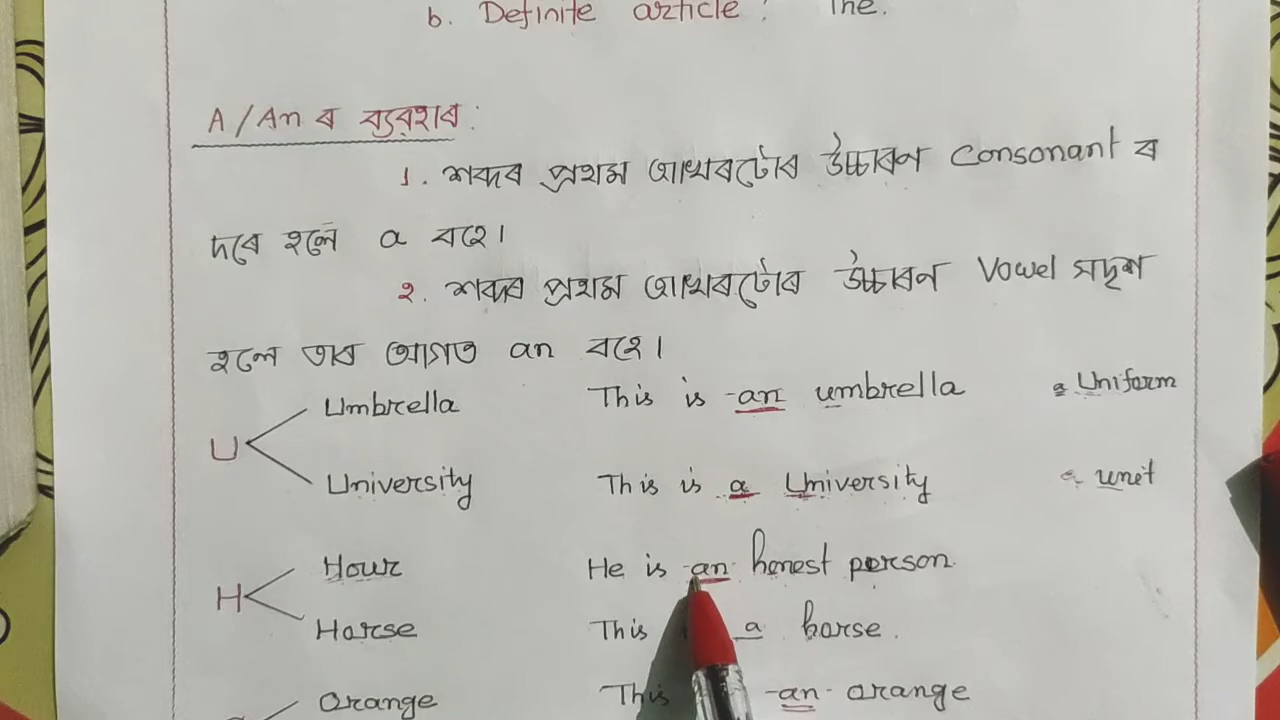 b. Definite article : The.
A/An ৰ ব্যৱহাৰ :
১. শব্দৰ প্ৰথম আখৰটোৰ উচ্চাৰণ Consonant ৰ
দৰে হলে a বহে।
২. শব্দৰ প্ৰথম আখৰটোৰ উচ্চাৰণ Vowel সদৃশ
হলে তাৰ আগত an বহে।
U
Umbrella This is an umbrella a Uniform
University This is a University a unit
H
Hour He is an honest person.
Horse This a horse.
Orange This an orange